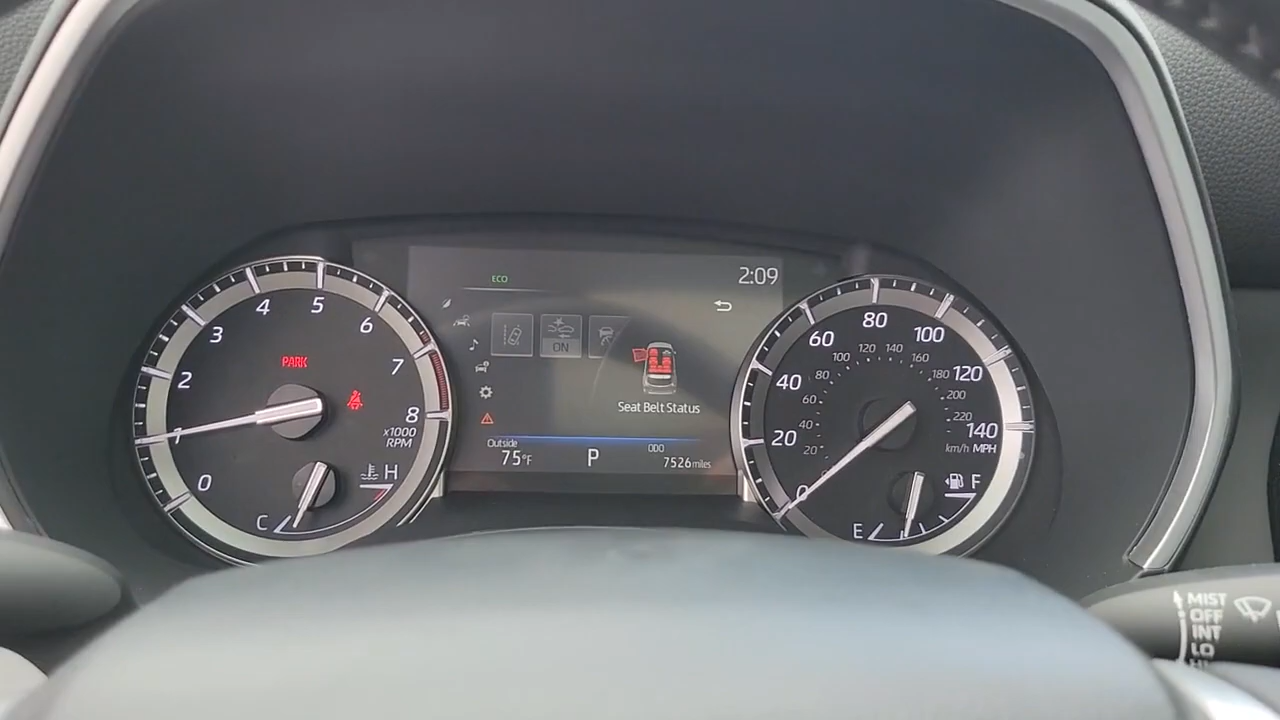 ECO
2:09
ON
Seat Belt Status
Outside
75°F
P
ODO
7526 miles
0
1
2
3
4
5
6
7
8
x1000
RPM
PARK
C
H
0
20
40
60
80
100
120
140
20
40
60
80
100
120
140
160
180
200
220
km/h MPH
E
F
MIST
OFF
INT
LO